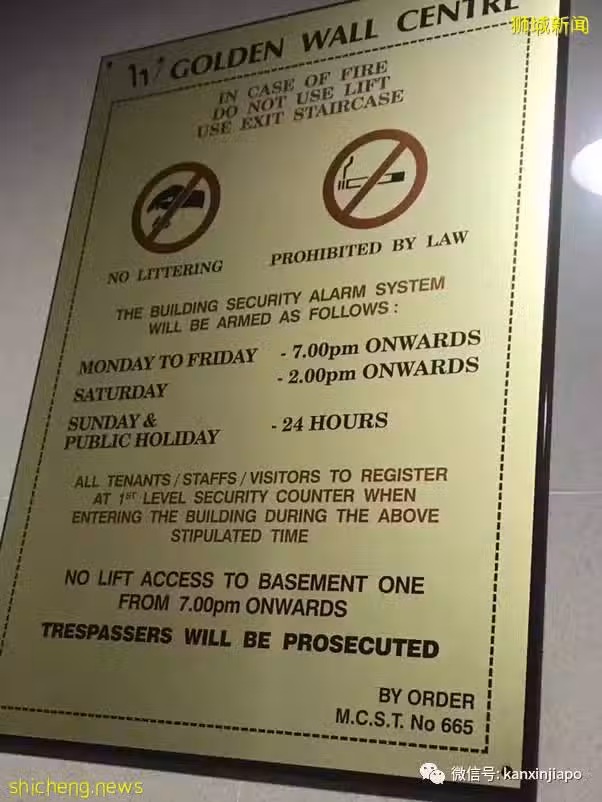 狮城新闻
GOLDEN WALL CENTRE
IN CASE OF FIRE
DO NOT USE LIFT
USE EXIT STAIRCASE
NO LITTERING
PROHIBITED BY LAW
THE BUILDING SECURITY ALARM SYSTEM
WILL BE ARMED AS FOLLOWS :
MONDAY TO FRIDAY - 7.00pm ONWARDS
SATURDAY - 2.00pm ONWARDS
SUNDAY &
PUBLIC HOLIDAY - 24 HOURS
ALL TENANTS / STAFFS / VISITORS TO REGISTER
AT 1ST LEVEL SECURITY COUNTER WHEN
ENTERING THE BUILDING DURING THE ABOVE
STIPULATED TIME
NO LIFT ACCESS TO BASEMENT ONE
FROM 7.00pm ONWARDS
TRESPASSERS WILL BE PROSECUTED
BY ORDER
M.C.S.T. No 665
shicheng.news
微信号: kanxinjiapo